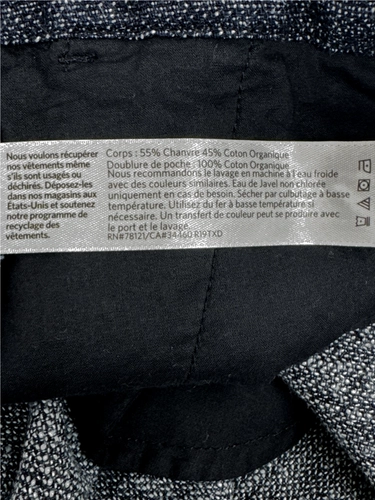 Nous voulons récupérer
nos vêtements même
s'ils sont usagés ou
déchirés. Déposez-les
dans nos magasins aux
États-Unis et soutenez
notre programme de
recyclage des
vêtements.
Corps : 55% Chanvre 45% Coton Organique
Doublure de poche : 100% Coton Organique
Nous recommandons le lavage en machine à l'eau froide
avec des couleurs similaires. Eau de Javel non chlorée
uniquement en cas de besoin. Sécher par culbutage à basse
température. Utilisez du fer à basse température si
nécessaire. Un transfert de couleur peut se produire avec
le port et le lavage.
RN#78121/CA#34460 R19TXD